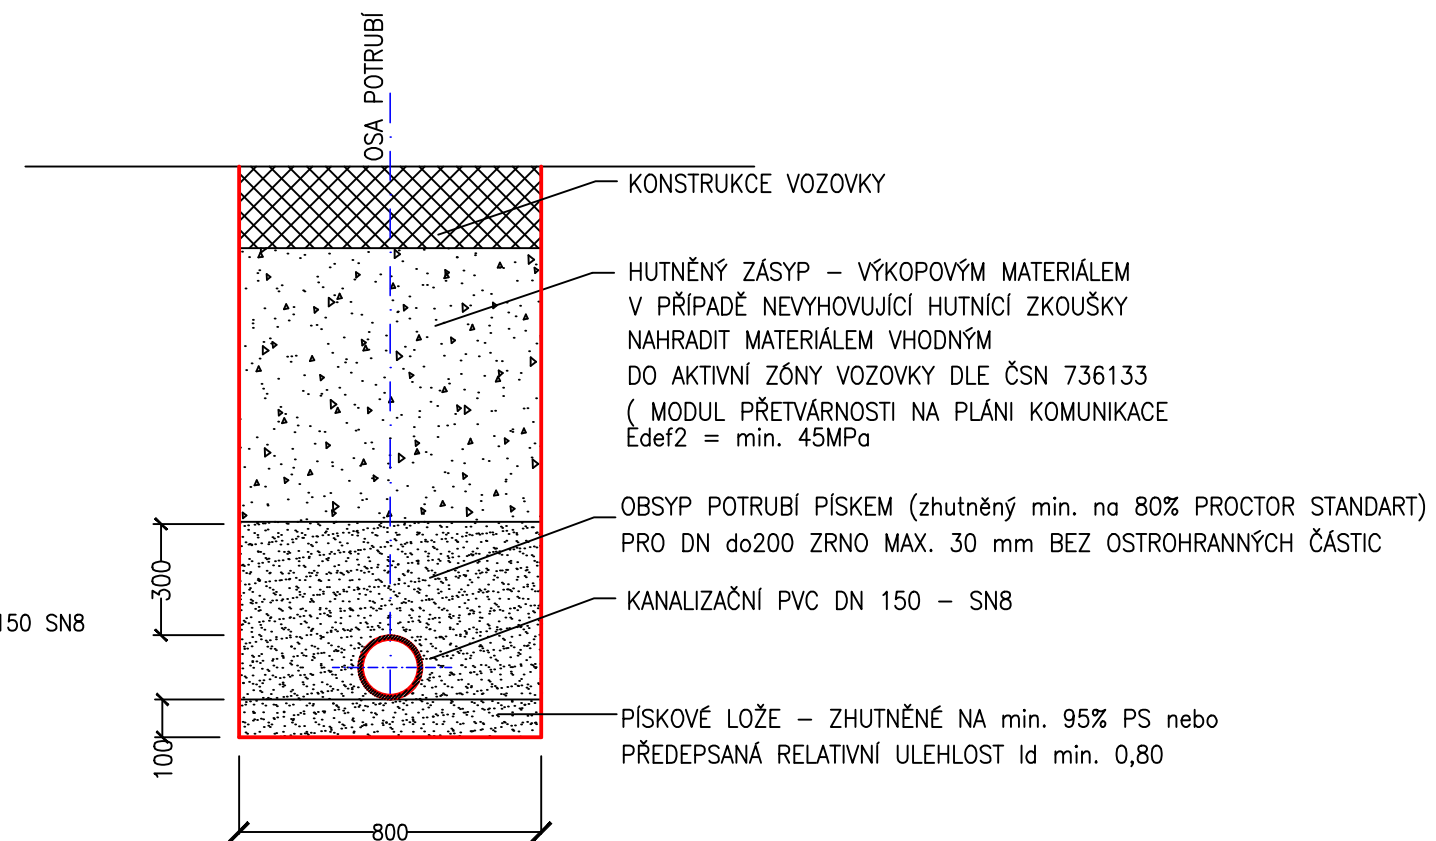 OSA POTRUBÍ
KONSTRUKCE VOZOVKY
HUTNĚNÝ ZÁSYP – VÝKOPOVÝM MATERIÁLEM
V PŘÍPADĚ NEVYHOVUJÍCÍ HUTNÍCÍ ZKOUŠKY
NAHRADIT MATERIÁLEM VHODNÝM
DO AKTIVNÍ ZÓNY VOZOVKY DLE ČSN 736133
( MODUL PŘETVÁRNOSTI NA PLÁNI KOMUNIKACE
Edef2 = min. 45MPa
OBSYP POTRUBÍ PÍSKEM (zhutněný min. na 80% PROCTOR STANDART)
PRO DN do200 ZRNO MAX. 30 mm BEZ OSTROHRANNÝCH ČÁSTIC
300
KANALIZAČNÍ PVC DN 150 – SN8
150 SN8
PÍSKOVÉ LOŽE – ZHUTNĚNÉ NA min. 95% PS nebo
PŘEDEPSANÁ RELATIVNÍ ULEHLOST Id min. 0,80
100
800